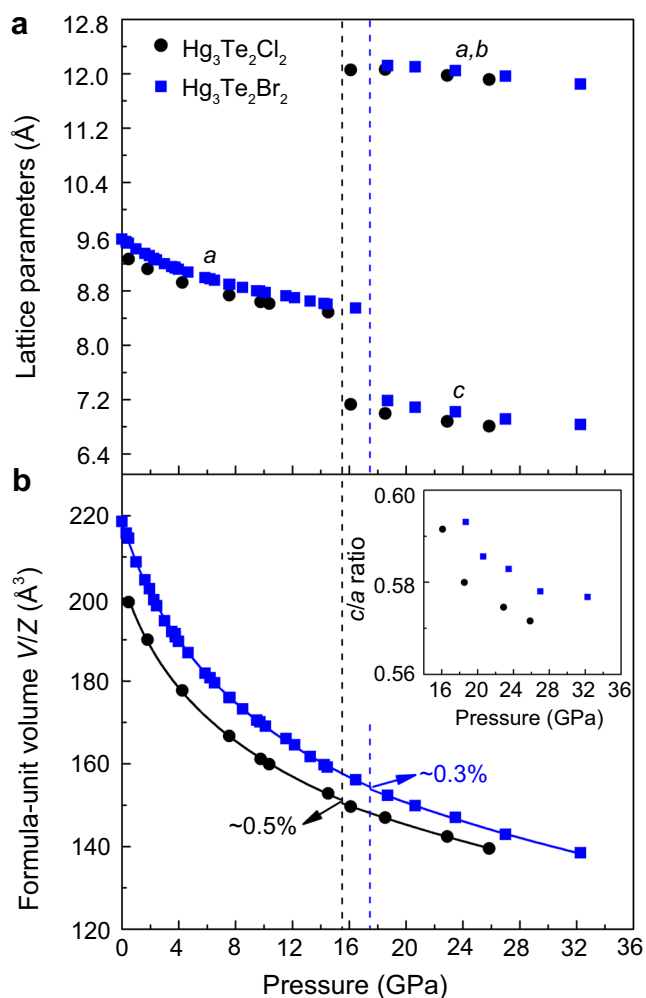 a
12.8
12.0
11.2
10.4
9.6
8.8
8.0
7.2
6.4
Lattice parameters (Å)
Hg₃Te₂Cl₂
Hg₃Te₂Br₂
a,b
a
c
b
220
200
180
160
140
120
Formula-unit volume V/Z (Å³)
~0.5%
~0.3%
0.60
0.58
0.56
c/a ratio
16 20 24 28 32 36
Pressure (GPa)
0 4 8 12 16 20 24 28 32 36
Pressure (GPa)